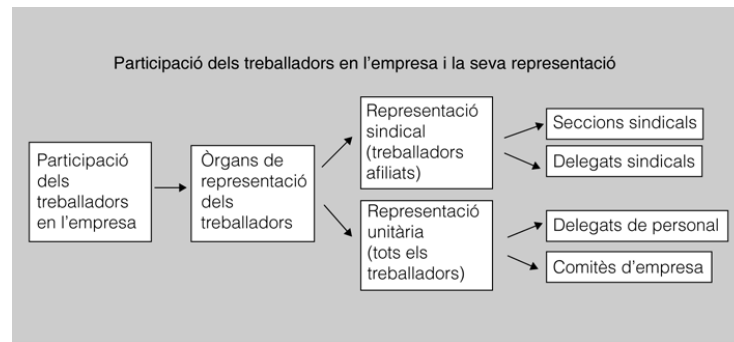 Participació dels treballadors en l'empresa i la seva representació
Participació
dels
treballadors
en l'empresa
Òrgans de
representació
dels
treballadors
Representació
sindical
(treballadors
afiliats)
Seccions sindicals
Delegats sindicals
Representació
unitària
(tots els
treballadors)
Delegats de personal
Comitès d'empresa